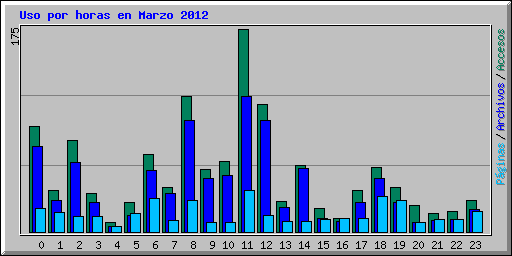 Uso por horas en Marzo 2012
175
Páginas / Archivos / Accesos
0 1 2 3 4 5 6 7 8 9 10 11 12 13 14 15 16 17 18 19 20 21 22 23